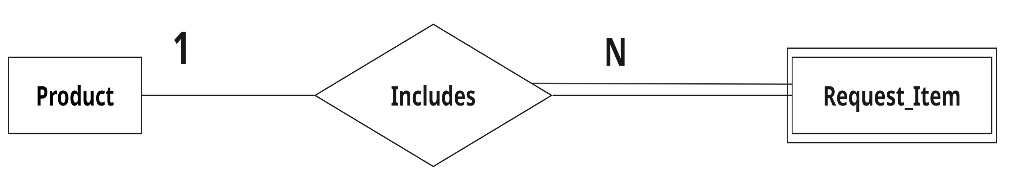 1
N
Product
Includes
Request_Item